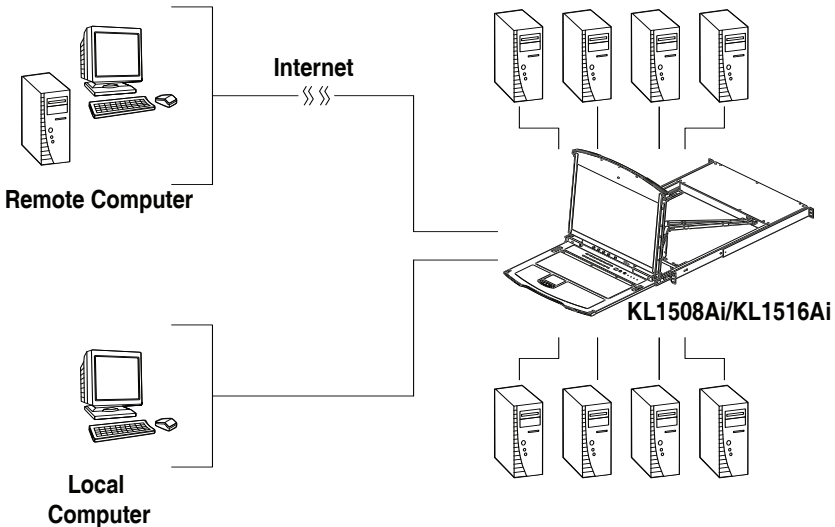 Internet
Remote Computer
KL1508Ai/KL1516Ai
Local
Computer